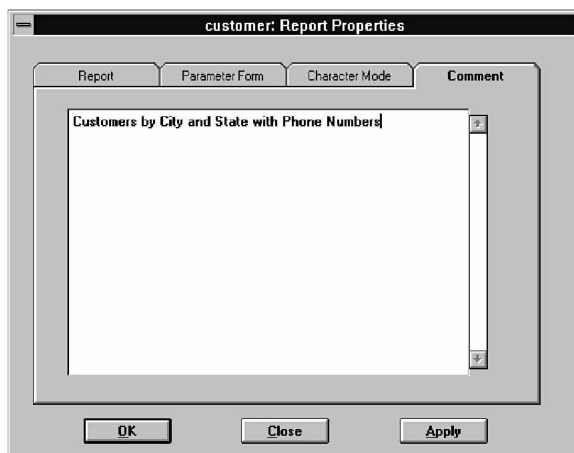 customer: Report Properties
Report Parameter Form Character Mode Comment
Customers by City and State with Phone Numbers
OK Close Apply